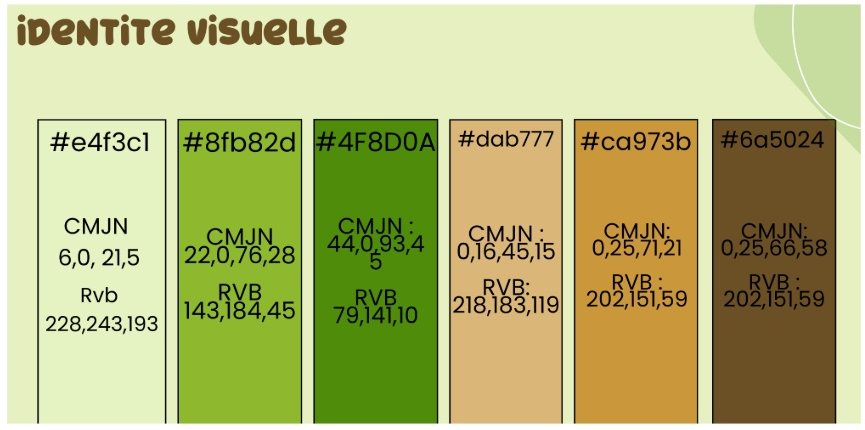 iDENTITE VISUELLE
#e4f3c1
CMJN
6,0, 21,5
Rvb
228,243,193
#8fb82d
CMJN
22,0,76,28
RVB
143,184,45
#4F8D0A
CMJN :
44,0,93,4
5
RVB
79,141,10
#dab777
CMJN :
0,16,45,15
RVB:
218,183,119
#ca973b
CMJN:
0,25,71,21
RVB :
202,151,59
#6a5024
CMJN:
0,25,66,58
RVB :
202,151,59